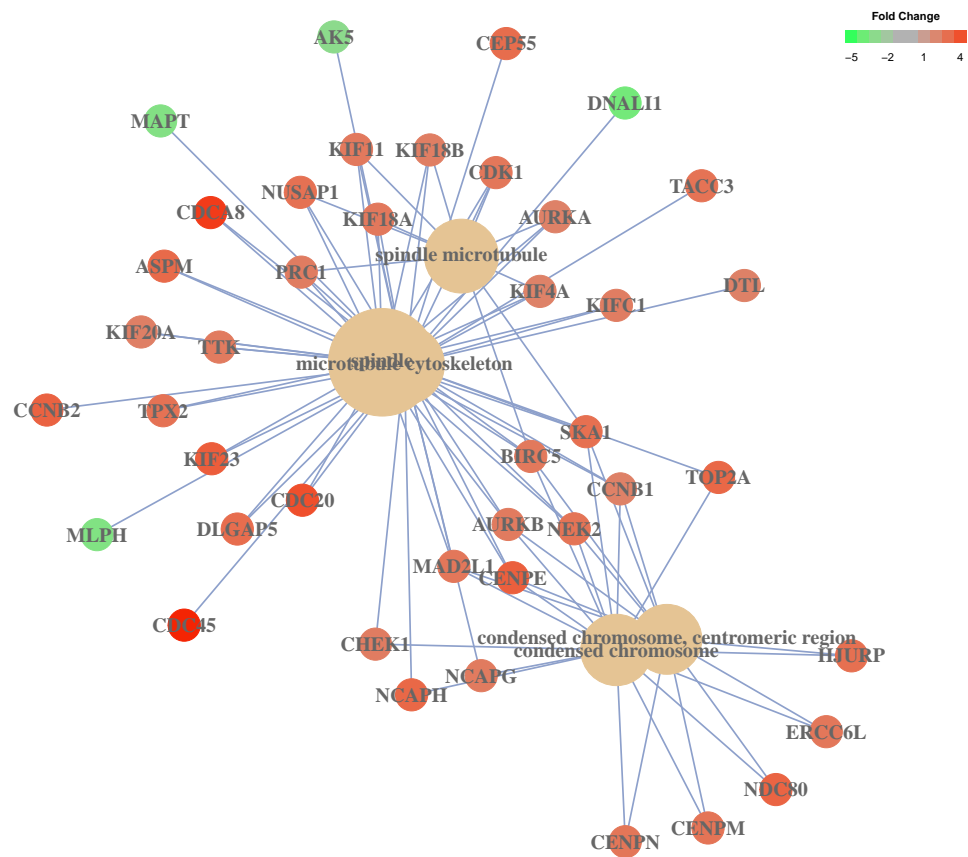 Fold Change
−5 −2 1 4
AK5
CEP55
DNALI1
MAPT
KIF11
KIF18B
CDK1
TACC3
NUSAP1
CDCA8
KIF18A
AURKA
spindle microtubule
ASPM
PRC1
KIF4A
KIFC1
DTL
KIF20A
TTK
spindle
microtubule cytoskeleton
CCNB2
TPX2
SKA1
KIF23
BIRC5
TOP2A
CCNB1
CDC20
MLPH
DLGAP5
AURKB
NEK2
MAD2L1
CENPE
CDC45
CHEK1
condensed chromosome, centromeric region
condensed chromosome
HJURP
NCAPG
NCAPH
ERCC6L
NDC80
CENPM
CENPN